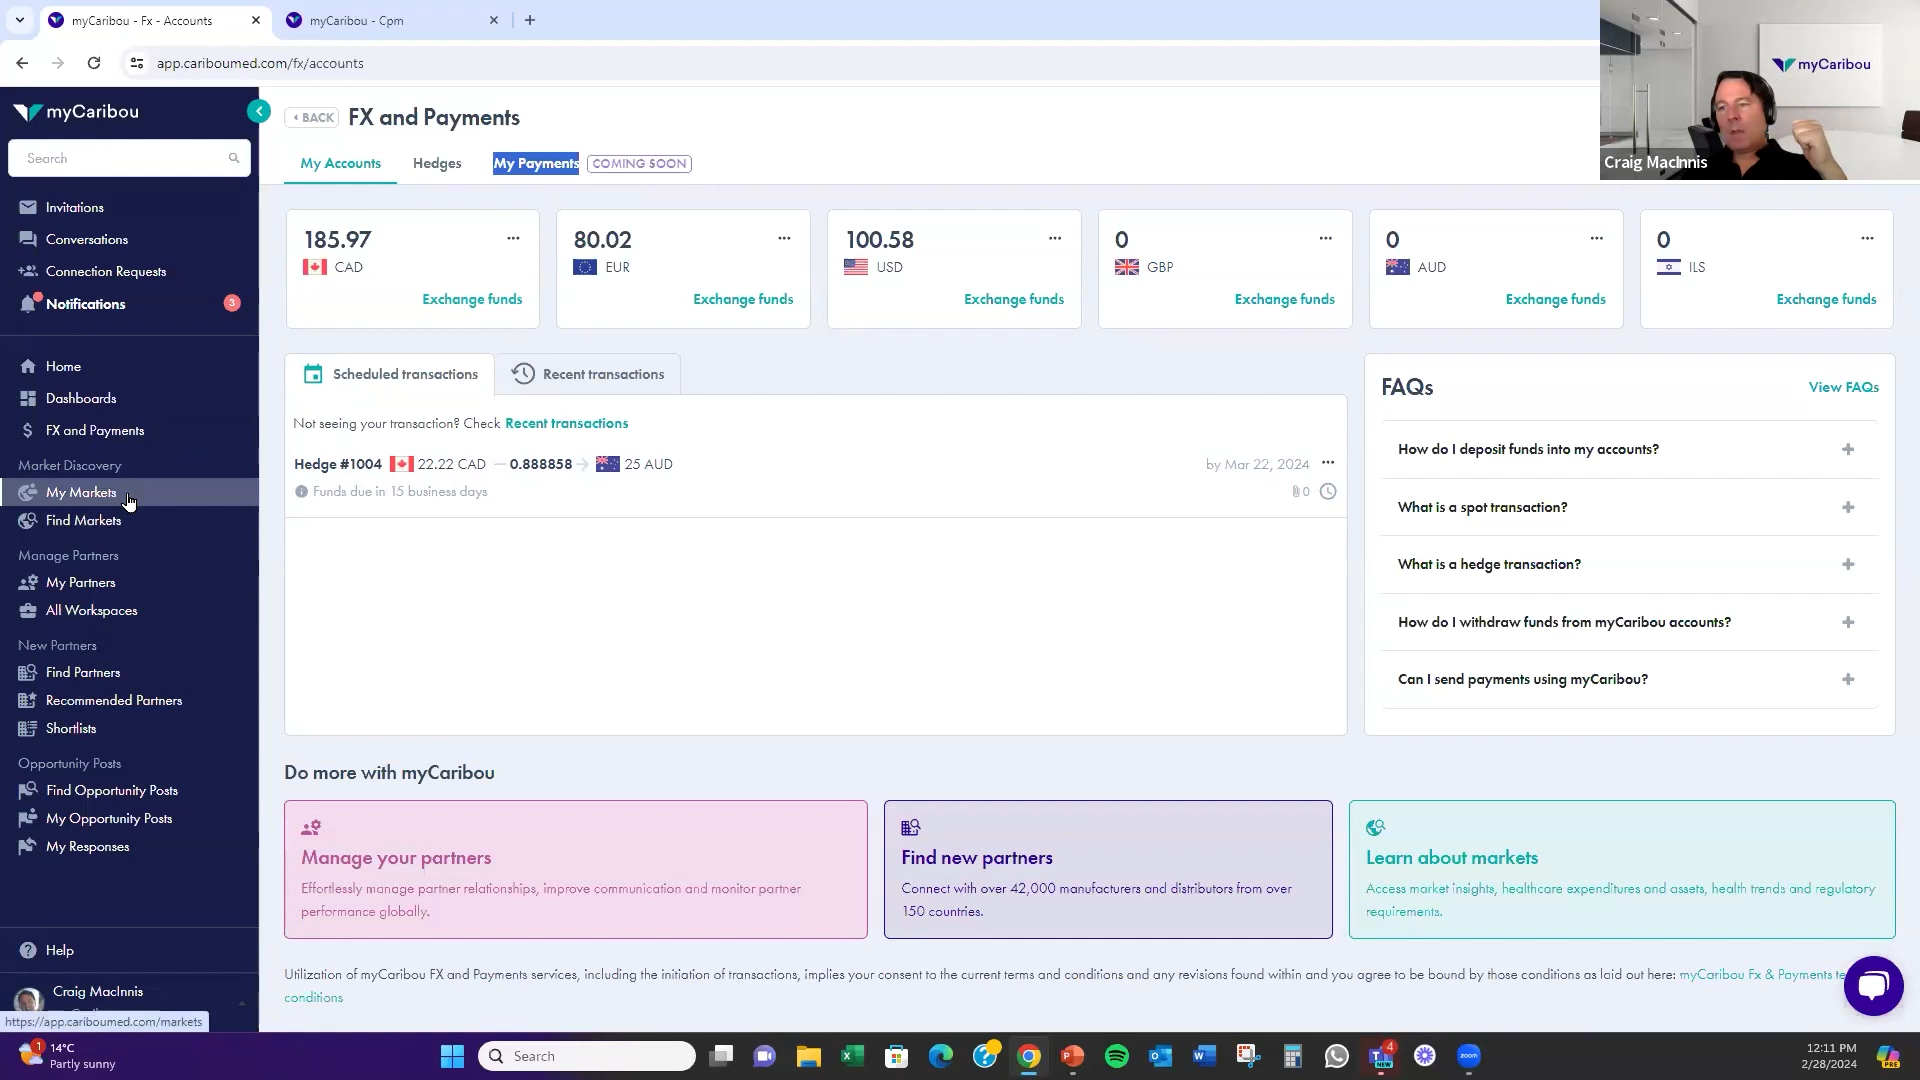 myCaribou - Fx - Accounts
myCaribou - Cpm
app.cariboumed.com/fx/accounts
myCaribou
Craig MacInnis
myCaribou
Search
Invitations
Conversations
Connection Requests
Notifications
3
Home
Dashboards
FX and Payments
Market Discovery
My Markets
Find Markets
Manage Partners
My Partners
All Workspaces
New Partners
Find Partners
Recommended Partners
Shortlists
Opportunity Posts
Find Opportunity Posts
My Opportunity Posts
My Responses
Help
Craig MacInnis
https://app.cariboumed.com/markets
BACK
FX and Payments
My Accounts
Hedges
My Payments
COMING SOON
185.97
CAD
Exchange funds
80.02
EUR
Exchange funds
100.58
USD
Exchange funds
0
GBP
Exchange funds
0
AUD
Exchange funds
0
ILS
Exchange funds
Scheduled transactions
Recent transactions
Not seeing your transaction? Check Recent transactions
Hedge #1004 22.22 CAD — 0.888858 → 25 AUD
by Mar 22, 2024
Funds due in 15 business days
0
FAQs
View FAQs
How do I deposit funds into my accounts?
What is a spot transaction?
What is a hedge transaction?
How do I withdraw funds from myCaribou accounts?
Can I send payments using myCaribou?
Do more with myCaribou
Manage your partners
Effortlessly manage partner relationships, improve communication and monitor partner
performance globally.
Find new partners
Connect with over 42,000 manufacturers and distributors from over
150 countries.
Learn about markets
Access market insights, healthcare expenditures and assets, health trends and regulatory
requirements.
Utilization of myCaribou FX and Payments services, including the initiation of transactions, implies your consent to the current terms and conditions and any revisions found within and you agree to be bound by those conditions as laid out here: myCaribou Fx & Payments te
conditions
1
14°C
Partly sunny
Search
4
NEW
zoom
12:11 PM
2/28/2024
PRE